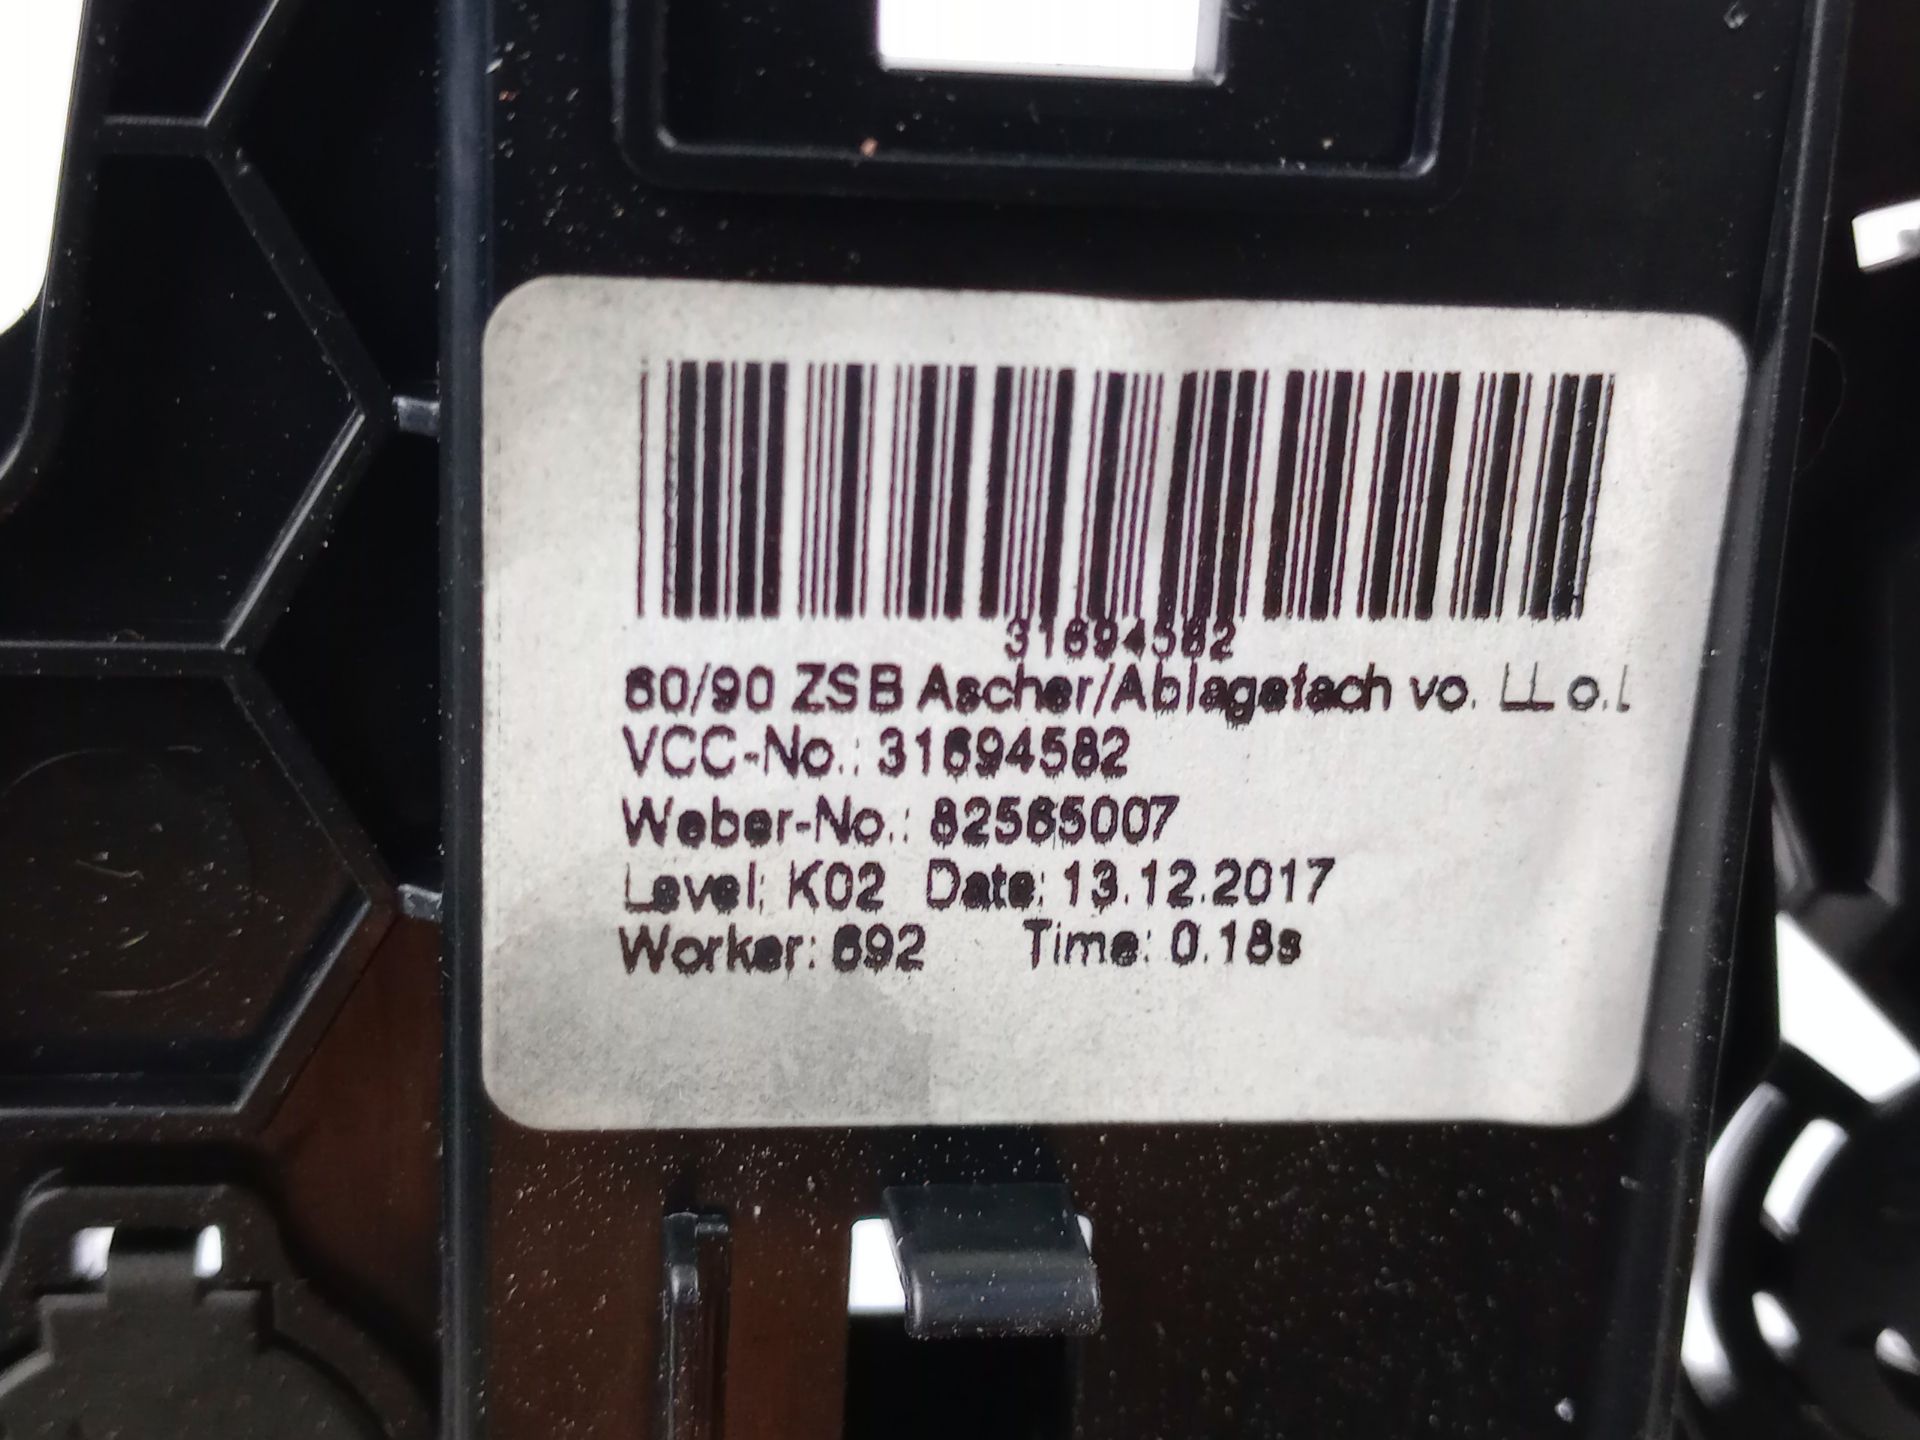 31694582
60/90 ZSB Ascher/Ablagefach vo. LL o.L
VCC-No.: 31694582
Weber-No.: 82565007
Level: K02 Date: 13.12.2017
Worker: 692 Time: 0.18s